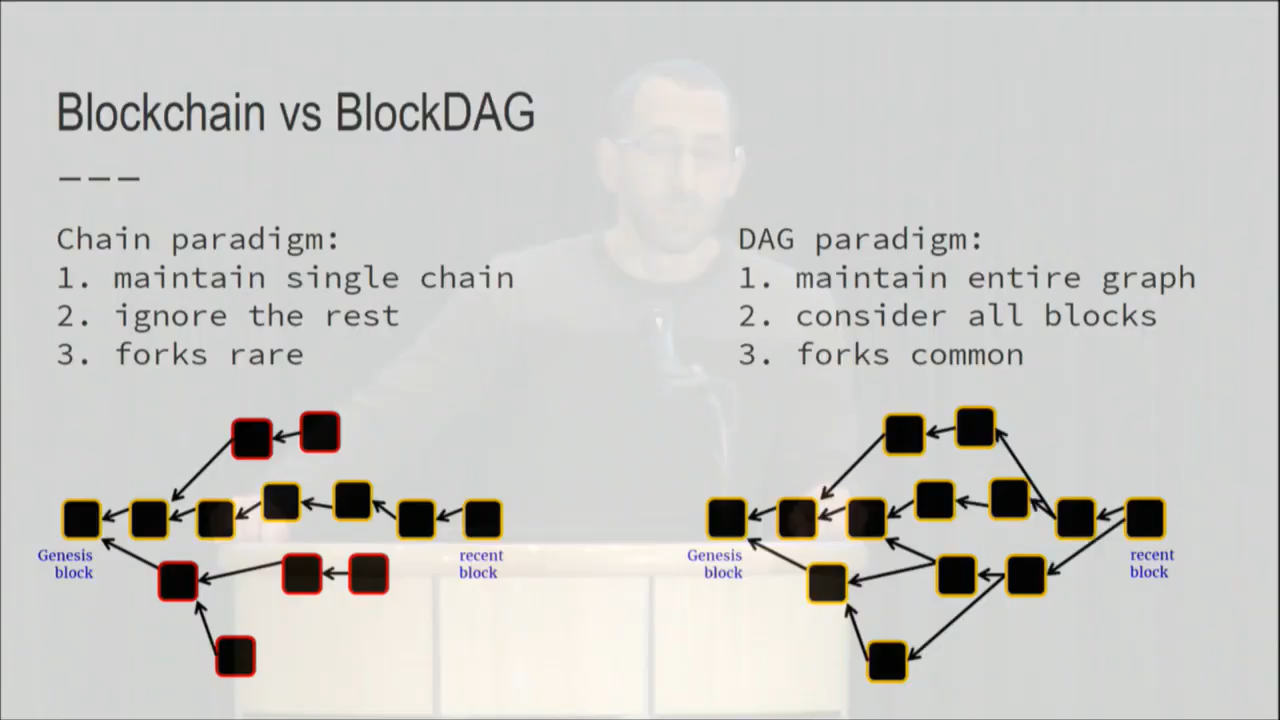 Blockchain vs BlockDAG
———
Chain paradigm:
1. maintain single chain
2. ignore the rest
3. forks rare
DAG paradigm:
1. maintain entire graph
2. consider all blocks
3. forks common
Genesis
block
recent
block
Genesis
block
recent
block